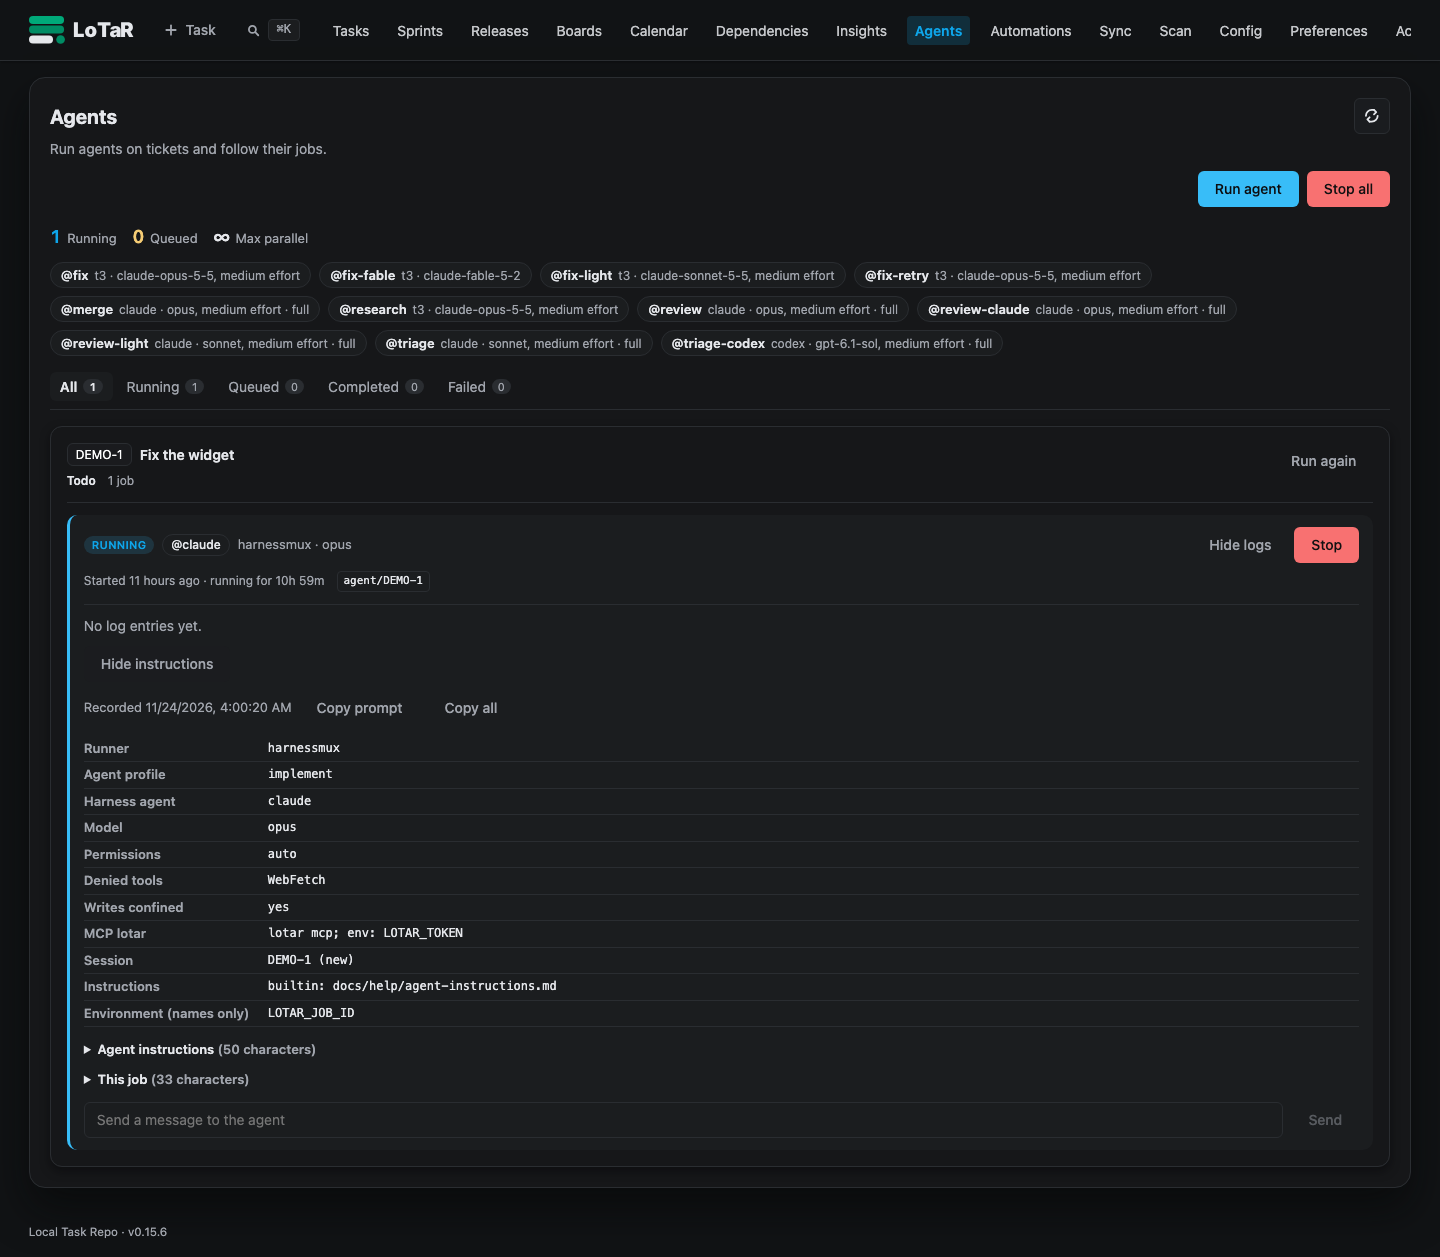 LoTaR + Task ⌘K Tasks Sprints Releases Boards Calendar Dependencies Insights Agents Automations Sync Scan Config Preferences Ac
Agents
Run agents on tickets and follow their jobs.
Run agent Stop all
1 Running 0 Queued ∞ Max parallel
@fix t3 · claude-opus-5-5, medium effort @fix-fable t3 · claude-fable-5-2 @fix-light t3 · claude-sonnet-5-5, medium effort @fix-retry t3 · claude-opus-5-5, medium effort
@merge claude · opus, medium effort · full @research t3 · claude-opus-5-5, medium effort @review claude · opus, medium effort · full @review-claude claude · opus, medium effort · full
@review-light claude · sonnet, medium effort · full @triage claude · sonnet, medium effort · full @triage-codex codex · gpt-6.1-sol, medium effort · full
All 1 Running 1 Queued 0 Completed 0 Failed 0
DEMO-1 Fix the widget
Run again
Todo 1 job
RUNNING @claude harnessmux · opus Hide logs Stop
Started 11 hours ago · running for 10h 59m agent/DEMO-1
No log entries yet.
Hide instructions
Recorded 11/24/2026, 4:00:20 AM Copy prompt Copy all
Runner harnessmux
Agent profile implement
Harness agent claude
Model opus
Permissions auto
Denied tools WebFetch
Writes confined yes
MCP lotar lotar mcp; env: LOTAR_TOKEN
Session DEMO-1 (new)
Instructions builtin: docs/help/agent-instructions.md
Environment (names only) LOTAR_JOB_ID
Agent instructions (50 characters)
This job (33 characters)
Send a message to the agent Send
Local Task Repo · v0.15.6